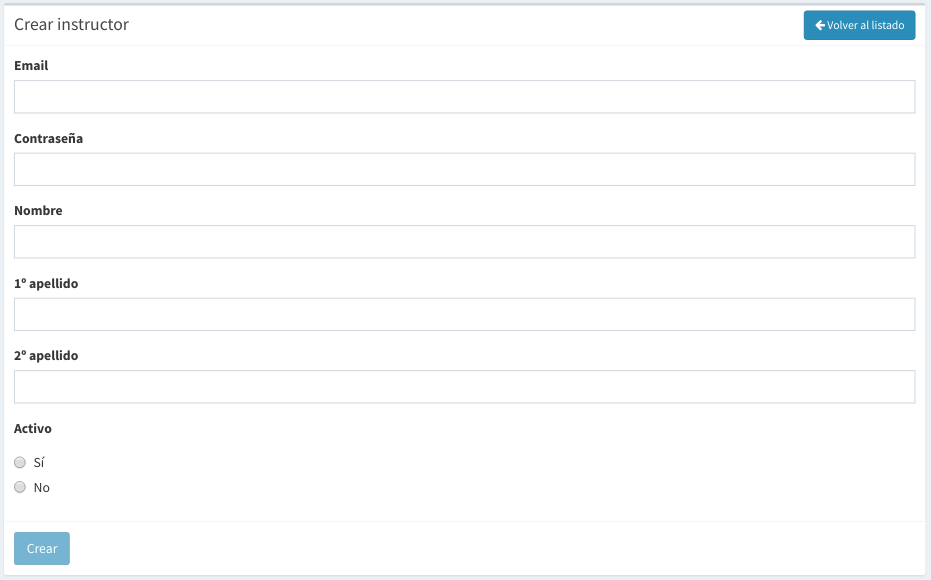 Crear instructor
Volver al listado
Email
Contraseña
Nombre
1º apellido
2º apellido
Activo
Sí
No
Crear